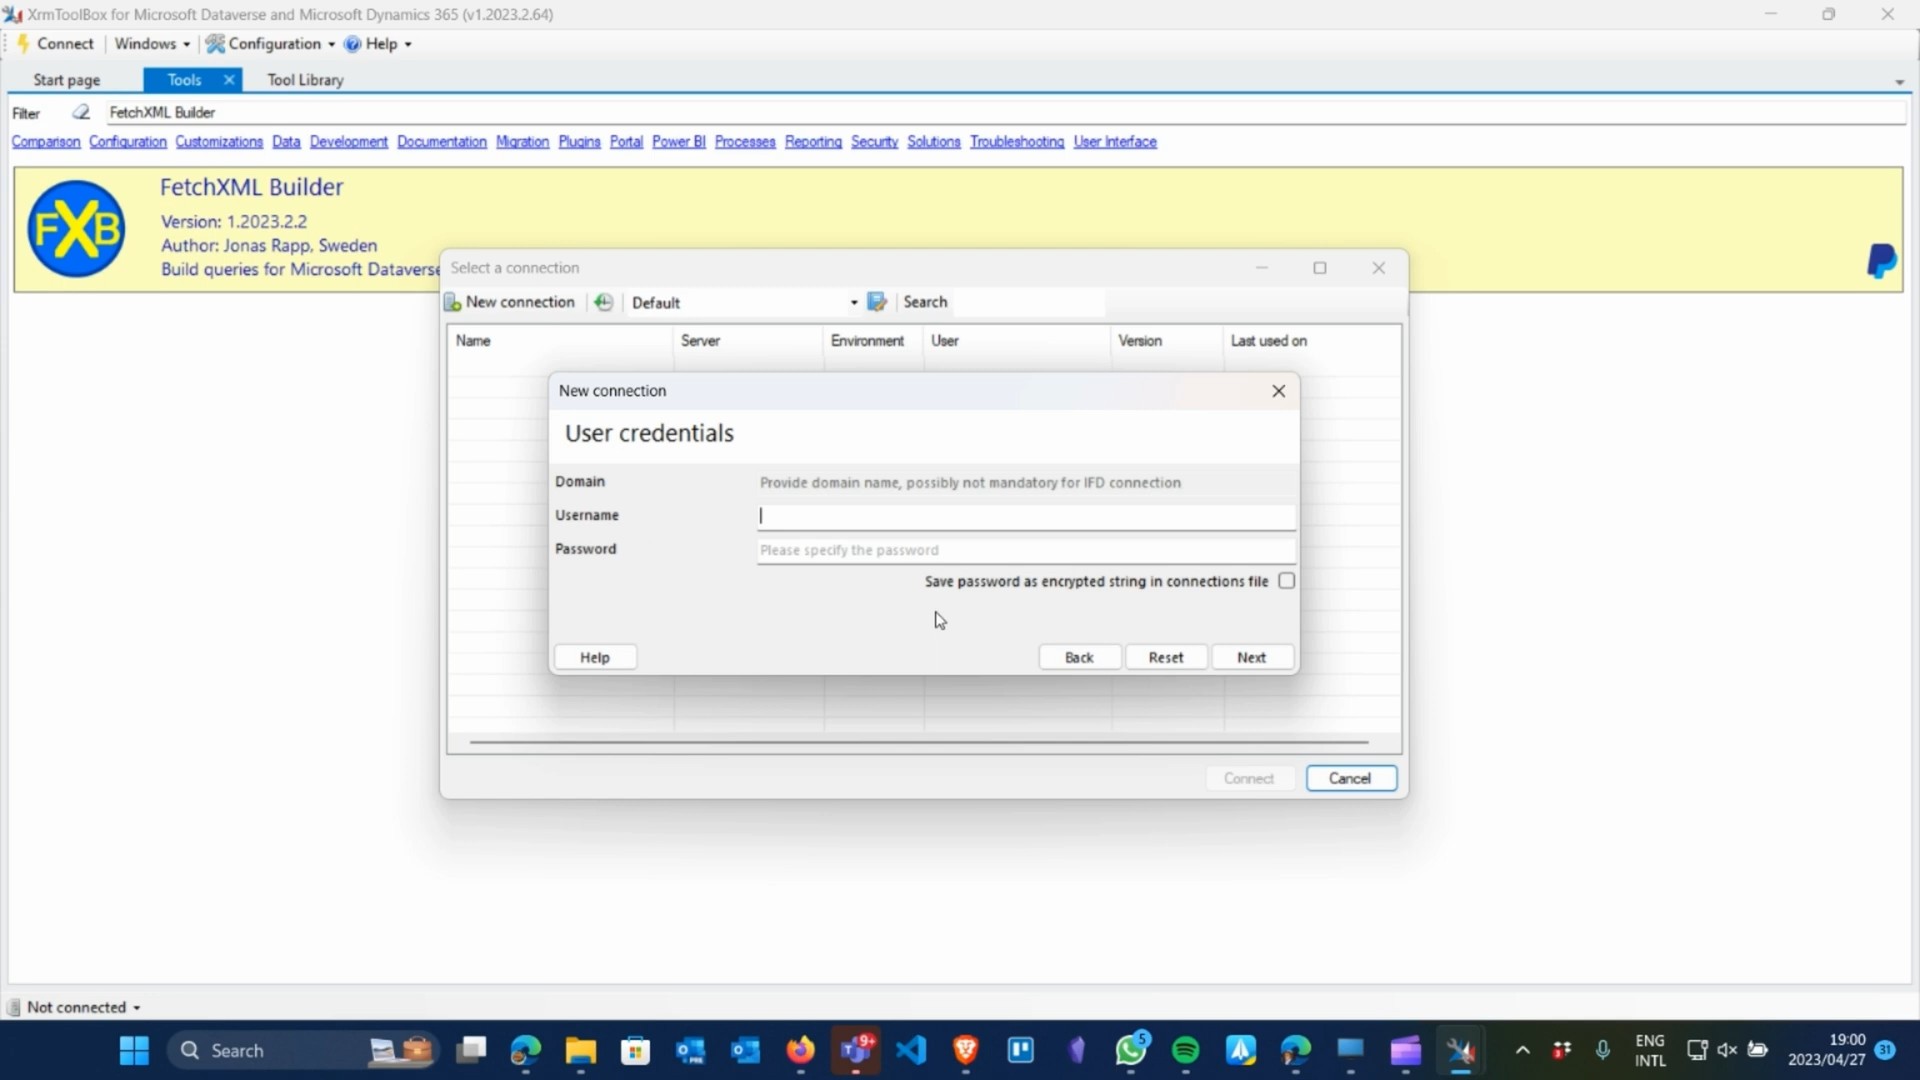 XrmToolBox for Microsoft Dataverse and Microsoft Dynamics 365 (v1.2023.2.64)
Connect Windows Configuration Help
Start page Tools Tool Library
Filter FetchXML Builder
Comparison Configuration Customizations Data Development Documentation Migration Plugins Portal Power BI Processes Reporting Security Solutions Troubleshooting User Interface
FXB
FetchXML Builder
Version: 1.2023.2.2
Author: Jonas Rapp, Sweden
Build queries for Microsoft Dataverse
Select a connection
New connection Default Search
Name Server Environment User Version Last used on
New connection
User credentials
Domain Provide domain name, possibly not mandatory for IFD connection
Username
Password Please specify the password
Save password as encrypted string in connections file
Help Back Reset Next
Connect Cancel
Not connected
Search 9+ 5 ENG 19:00
INTL 2023/04/27 31